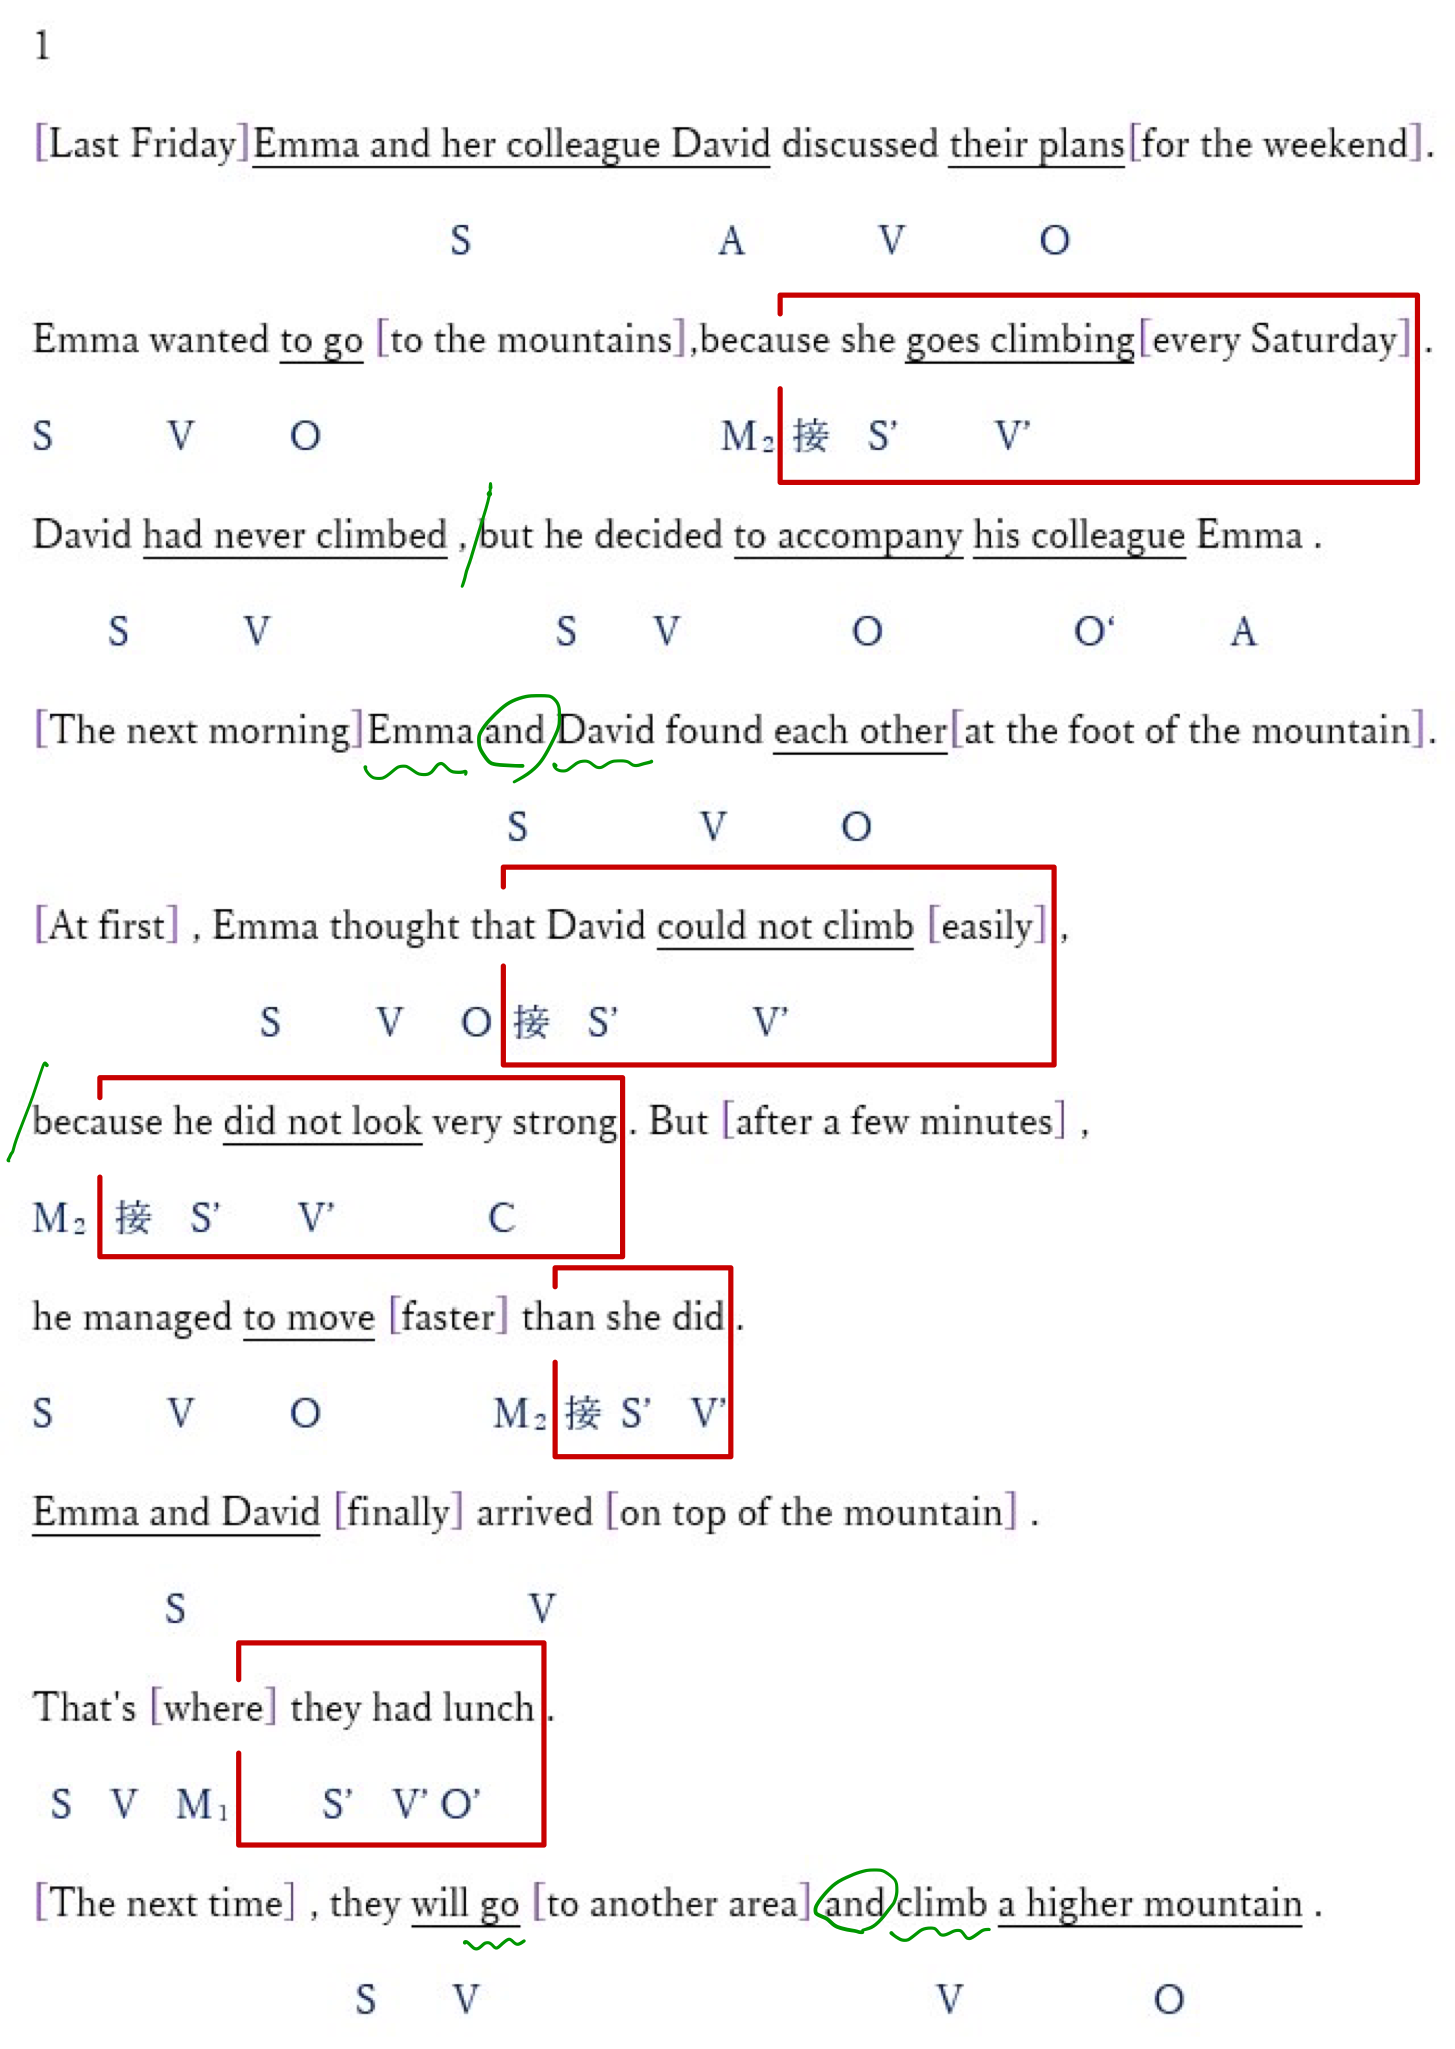 1
[Last Friday]Emma and her colleague David discussed their plans[for the weekend].
S A V O
Emma wanted to go [to the mountains],because she goes climbing[every Saturday] .
S V O M₂ 接 S’ V’
David had never climbed , but he decided to accompany his colleague Emma .
S V S V O O‘ A
[The next morning]Emma and David found each other[at the foot of the mountain].
S V O
[At first] , Emma thought that David could not climb [easily] ,
S V O 接 S’ V’
because he did not look very strong . But [after a few minutes] ,
M₂ 接 S’ V’ C
he managed to move [faster] than she did .
S V O M₂ 接 S’ V’
Emma and David [finally] arrived [on top of the mountain] .
S V
That's [where] they had lunch .
S V M₁ S’ V’ O’
[The next time] , they will go [to another area] and climb a higher mountain .
S V V O